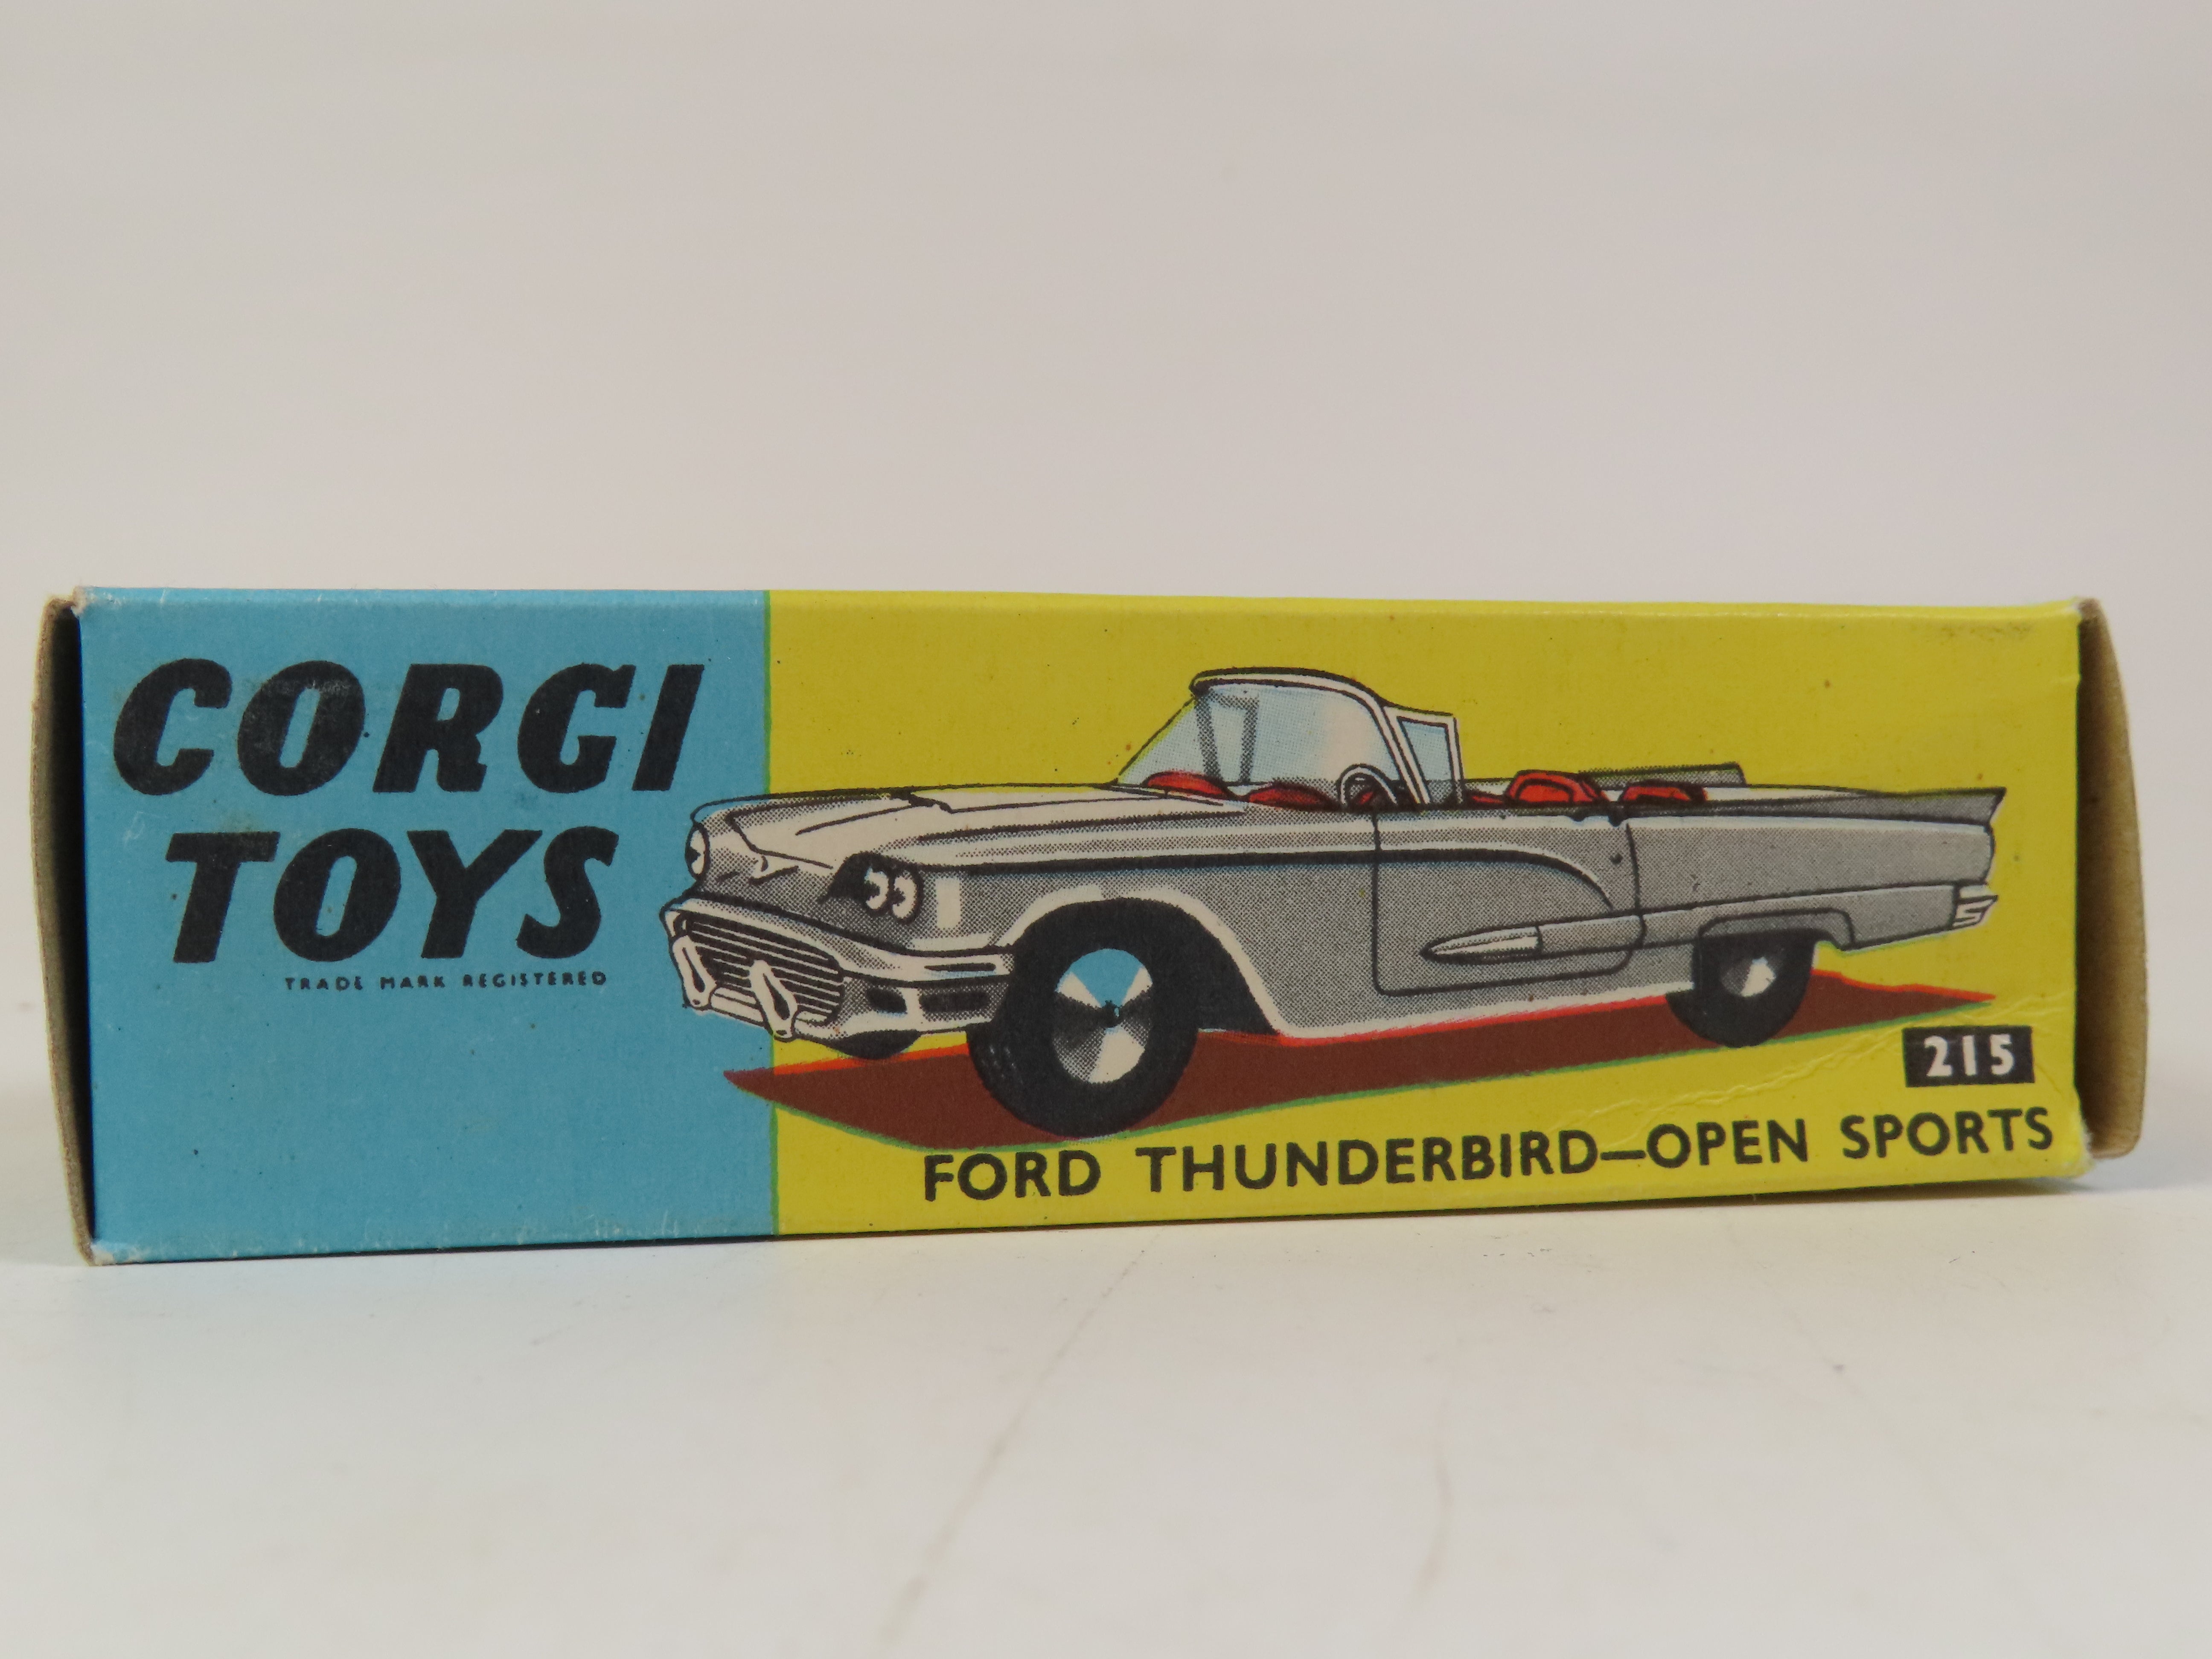 CORGI
TOYS
TRADE MARK REGISTERED
215
FORD THUNDERBIRD—OPEN SPORTS